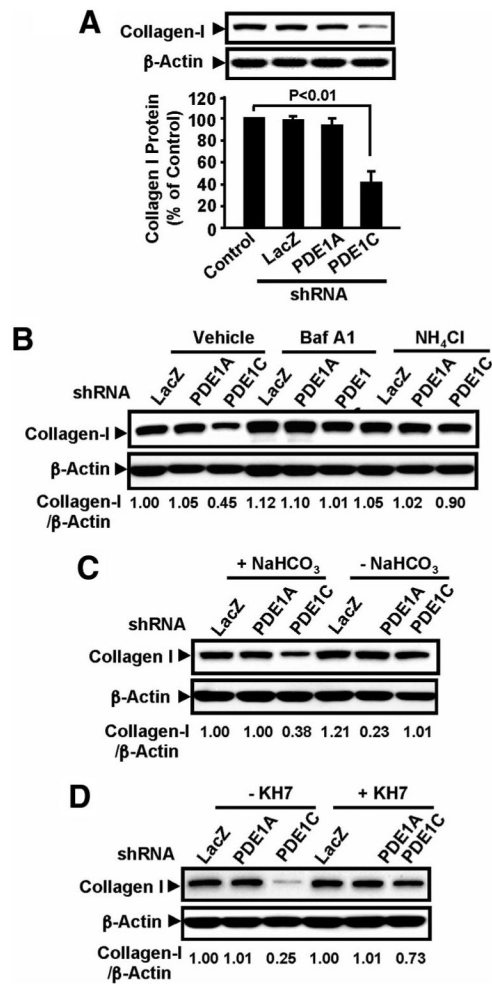 A
Collagen-I
β-Actin
P<0.01
Collagen I Protein
(% of Control)
120
100
80
60
40
20
0
Control
LacZ
PDE1A
PDE1C
shRNA
B
Vehicle
Baf A1
NH₄Cl
shRNA
LacZ
PDE1A
PDE1C
LacZ
PDE1A
PDE1
LacZ
PDE1A
PDE1C
Collagen-I
β-Actin
Collagen-I
/β-Actin
1.00 1.05 0.45 1.12 1.10 1.01 1.05 1.02 0.90
C
+ NaHCO₃
- NaHCO₃
shRNA
LacZ
PDE1A
PDE1C
LacZ
PDE1A
PDE1C
Collagen I
β-Actin
Collagen-I
/β-Actin
1.00 1.00 0.38 1.21 0.23 1.01
D
- KH7
+ KH7
shRNA
LacZ
PDE1A
PDE1C
LacZ
PDE1A
PDE1C
Collagen I
β-Actin
Collagen-I
/β-Actin
1.00 1.01 0.25 1.00 1.01 0.73